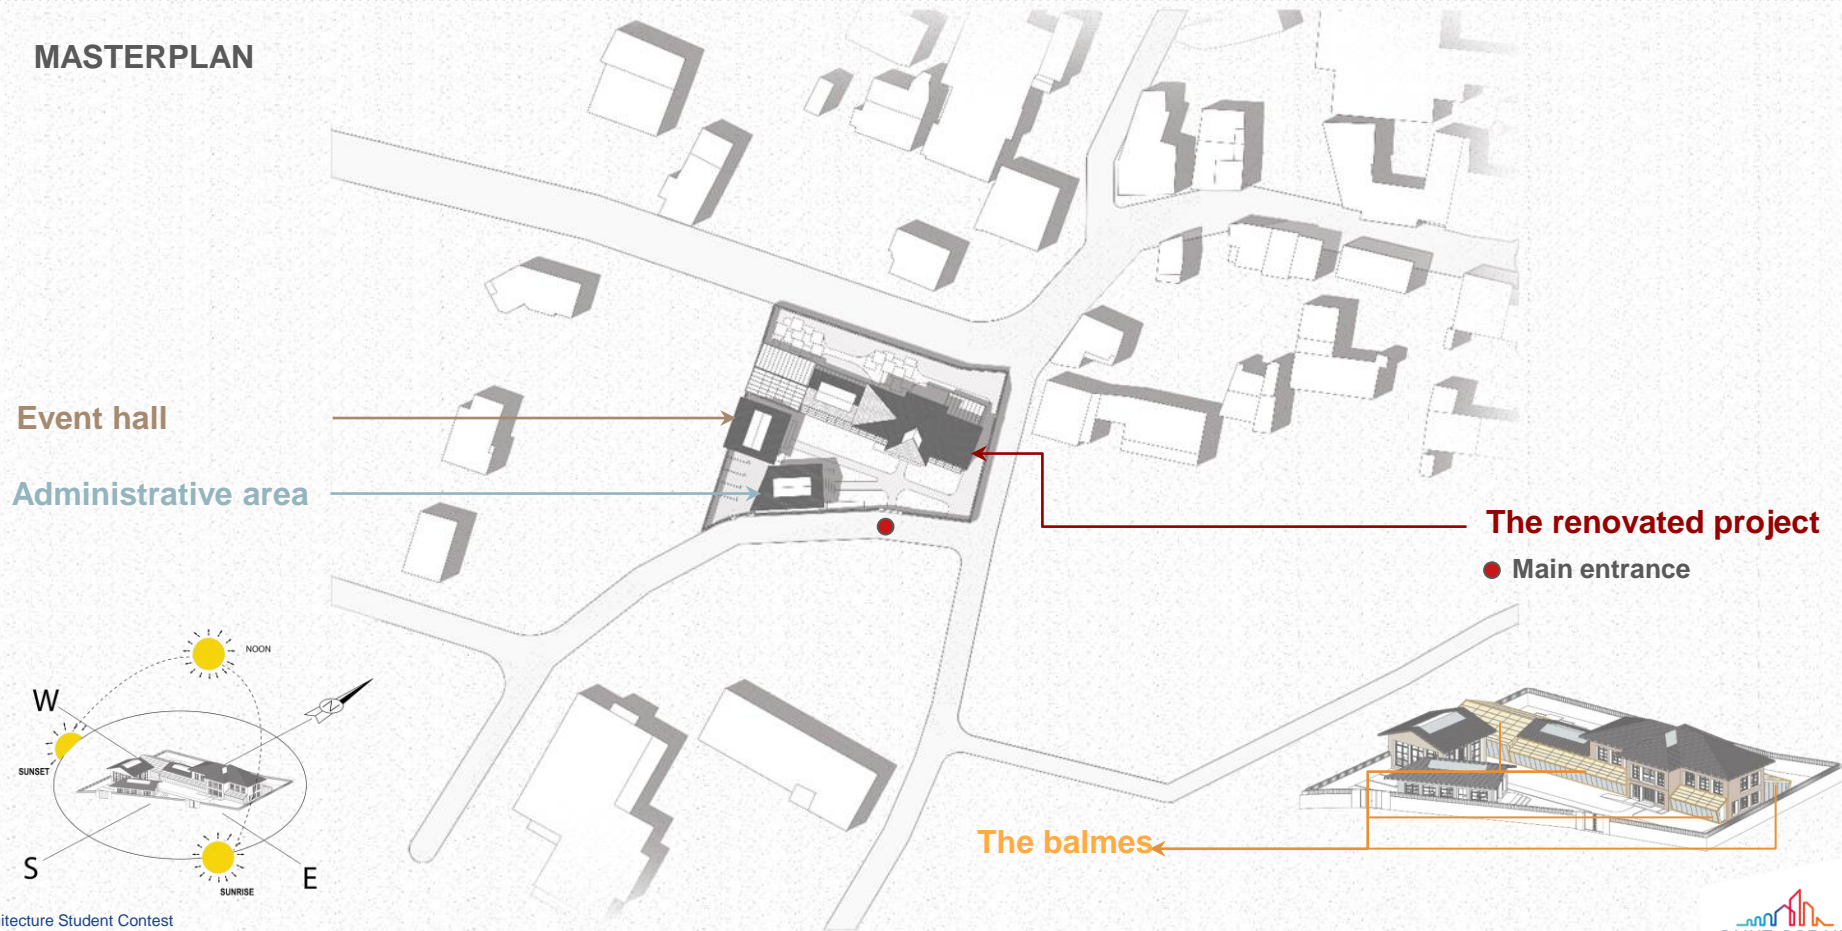 MASTERPLAN
Event hall
Administrative area
The renovated project
Main entrance
NOON
W
N
SUNSET
S
SUNRISE
E
The balmes
itecture Student Contest